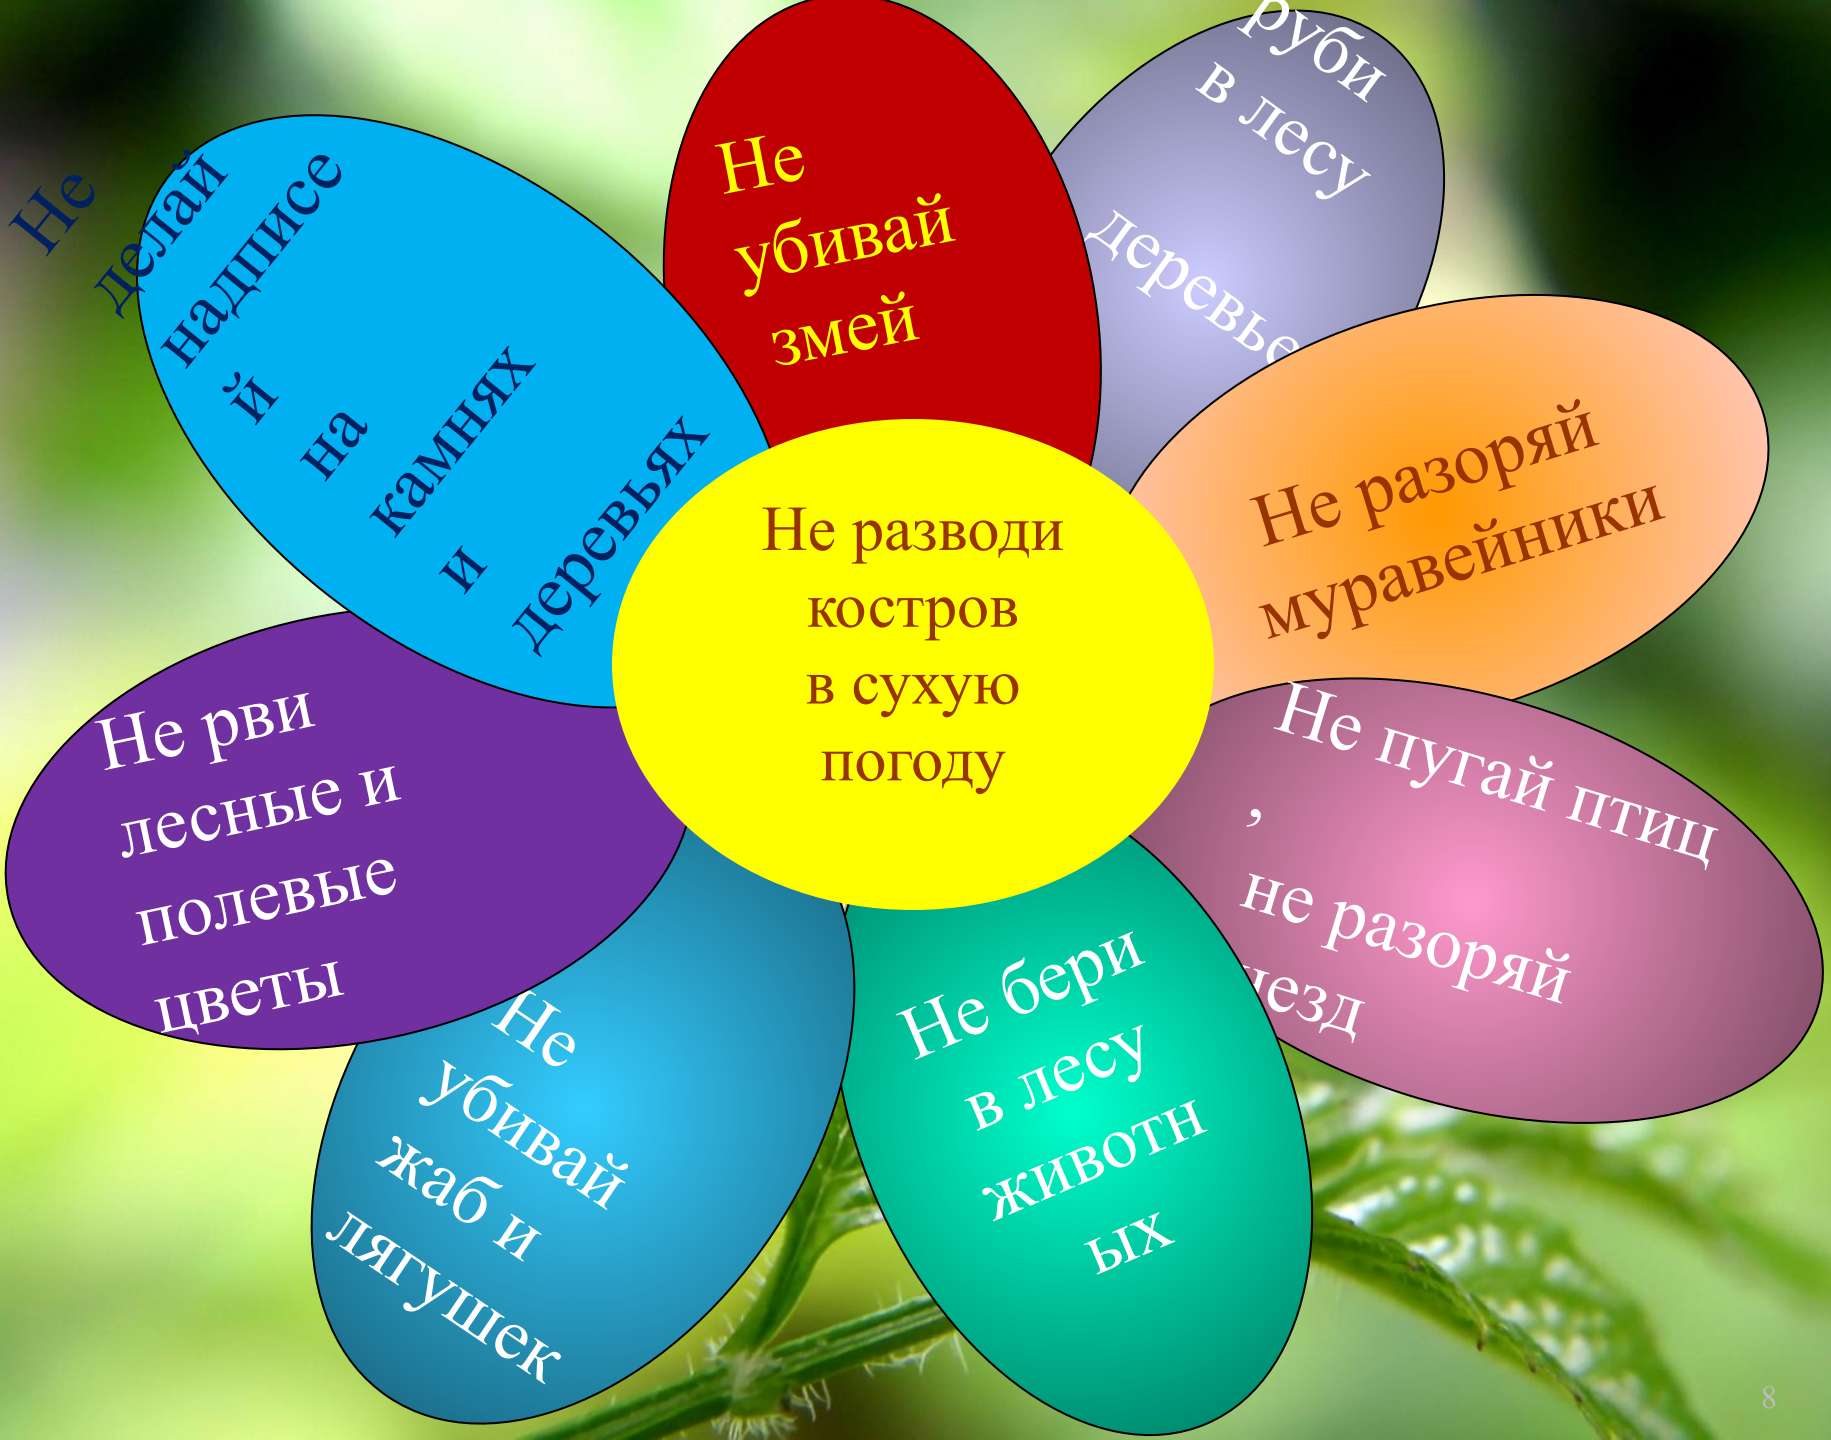 Не
делай
надписе
й
на
камнях
и
деревьях
Не
убивай
змей
руби
в лесу
Не разоряй
муравейники
Не разводи
костров
в сухую
погоду
Не пугай птиц
,
не разоряй
Не рви
лесные и
полевые
цветы
Не
убивай
жаб и
лягушек
Не бери
в лесу
животн
ых
8